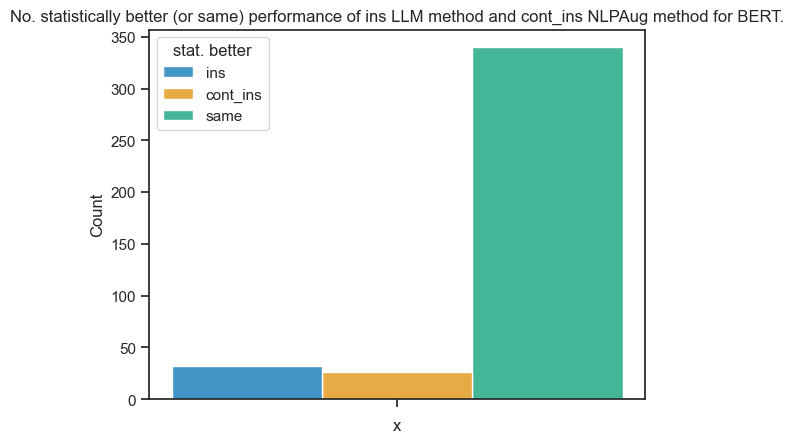 No. statistically better (or same) performance of ins LLM method and cont_ins NLPAug method for BERT.
350
300
250
200
150
100
50
0
Count
stat. better
ins
cont_ins
same
x